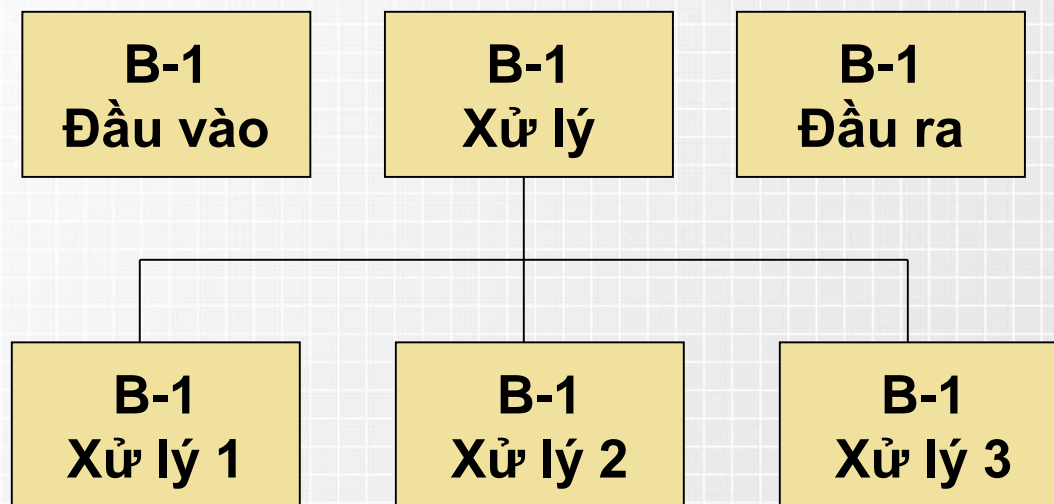 B-1
Đầu vào
B-1
Xử lý
B-1
Đầu ra
B-1
Xử lý 1
B-1
Xử lý 2
B-1
Xử lý 3